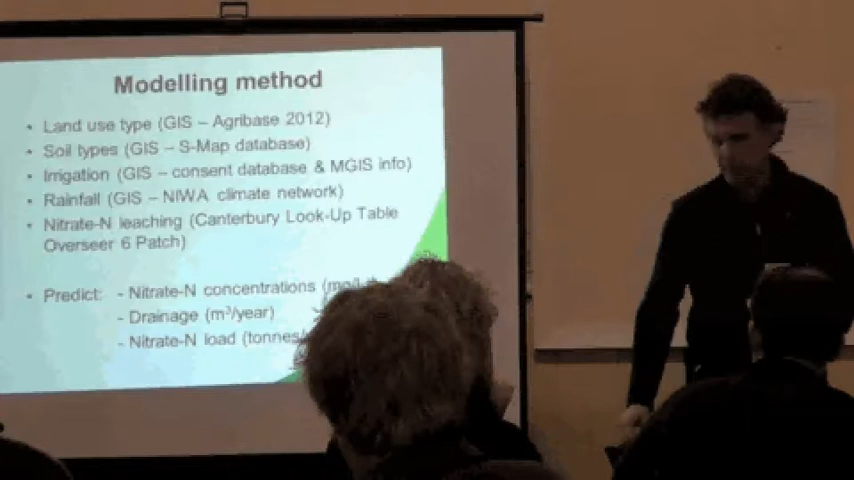 Modelling method
• Land use type (GIS – Agribase 2012)
• Soil types (GIS – S-Map database)
• Irrigation (GIS – consent database & MGIS info)
• Rainfall (GIS – NIWA climate network)
• Nitrate-N leaching (Canterbury Look-Up Table
Overseer 6 Patch)
• Predict: - Nitrate-N concentrations
- Drainage (m³/year)
- Nitrate-N load (tonnes/